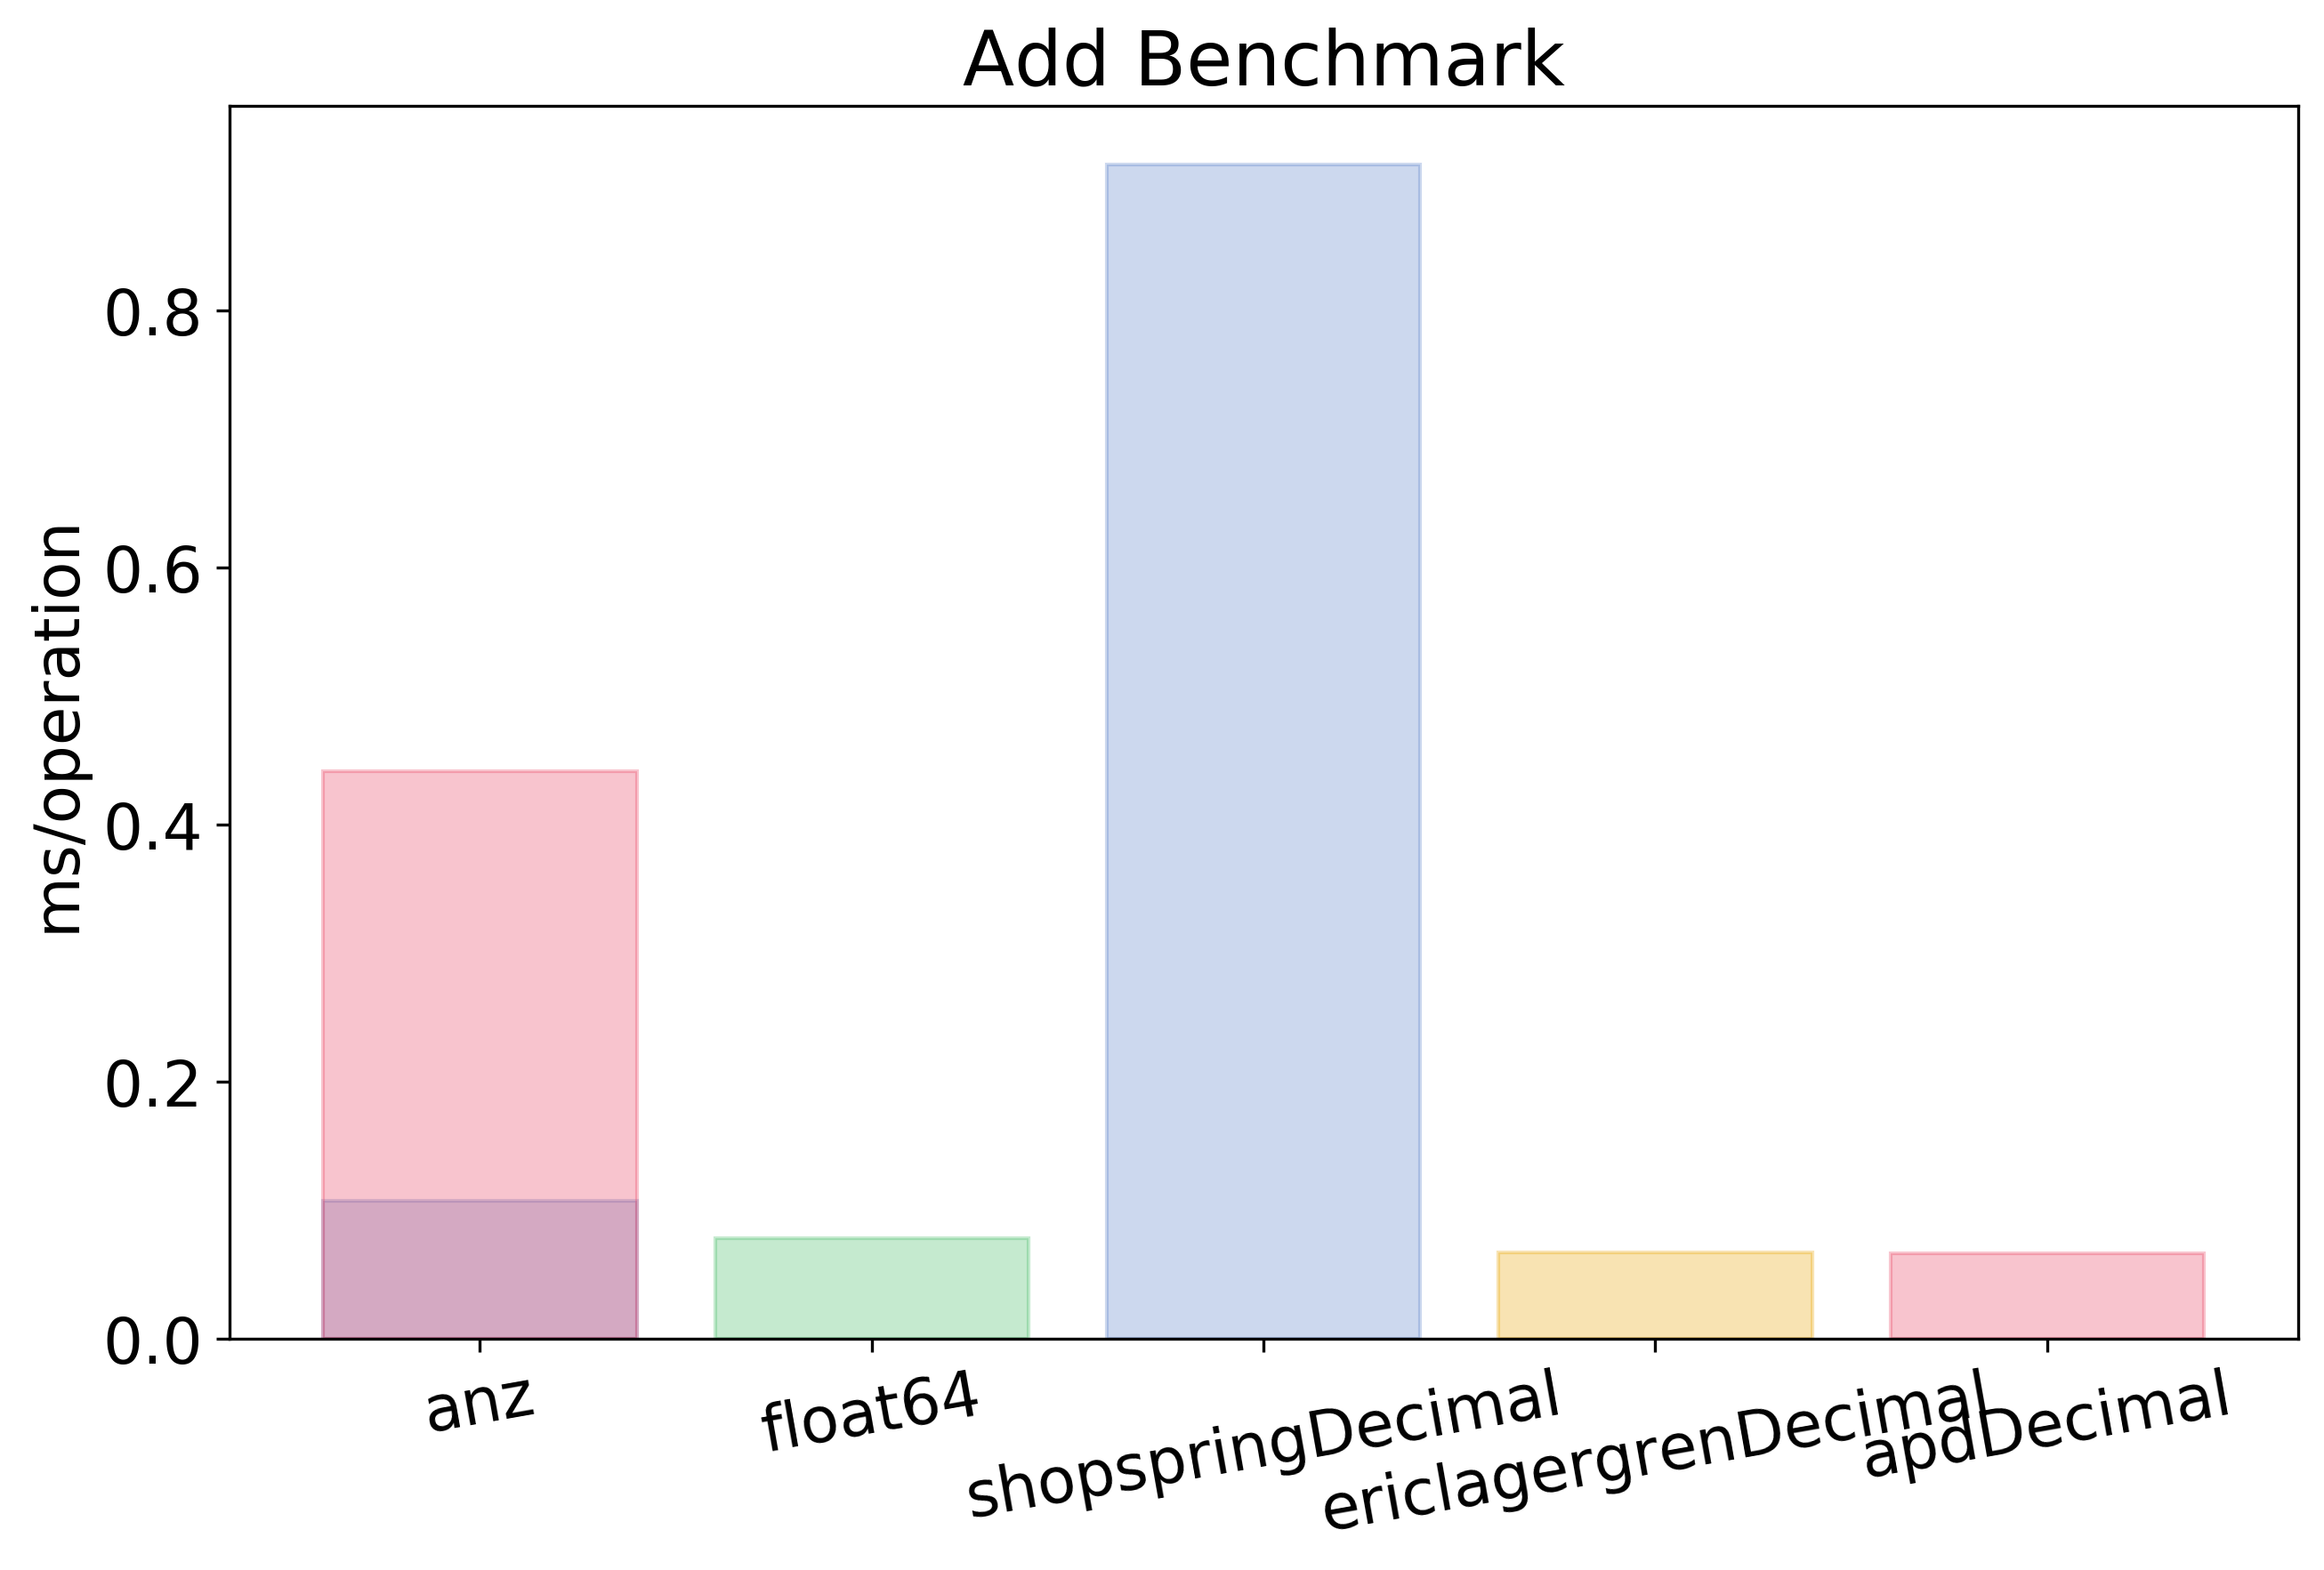 Add Benchmark
ms/operation
0.8
0.6
0.4
0.2
0.0
anz
float64
shopspringDecimal
ericlagergrenDecimal
apdDecimal